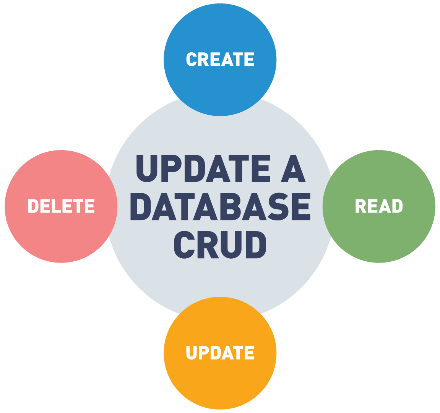 CREATE
UPDATE A
DATABASE
CRUD
DELETE
READ
UPDATE